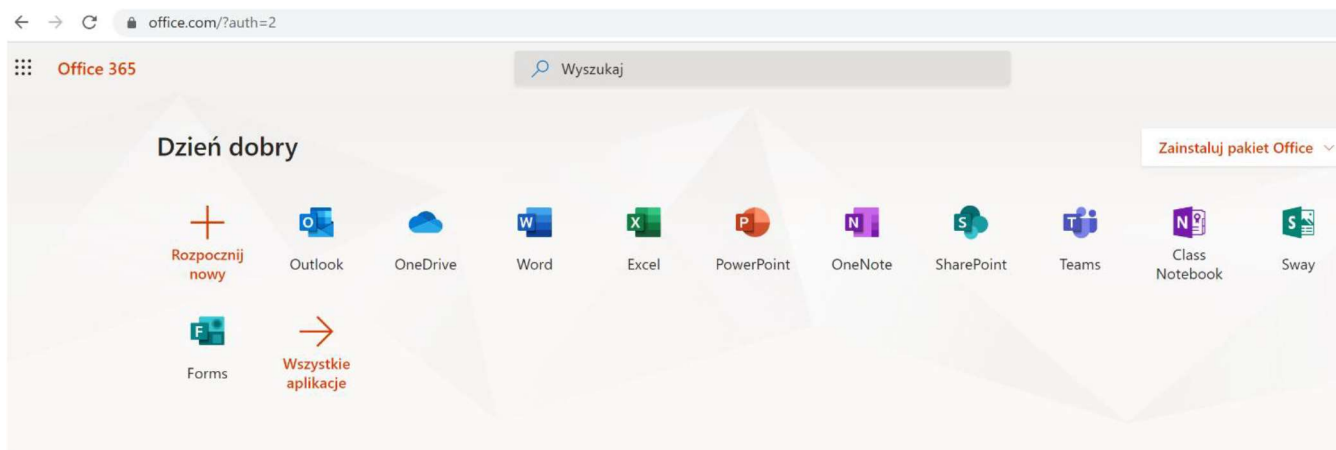 office.com/?auth=2
Office 365
Wyszukaj
Dzień dobry
Zainstaluj pakiet Office
Rozpocznij
nowy
Outlook
OneDrive
Word
Excel
PowerPoint
OneNote
SharePoint
Teams
Class
Notebook
Sway
Forms
Wszystkie
aplikacje